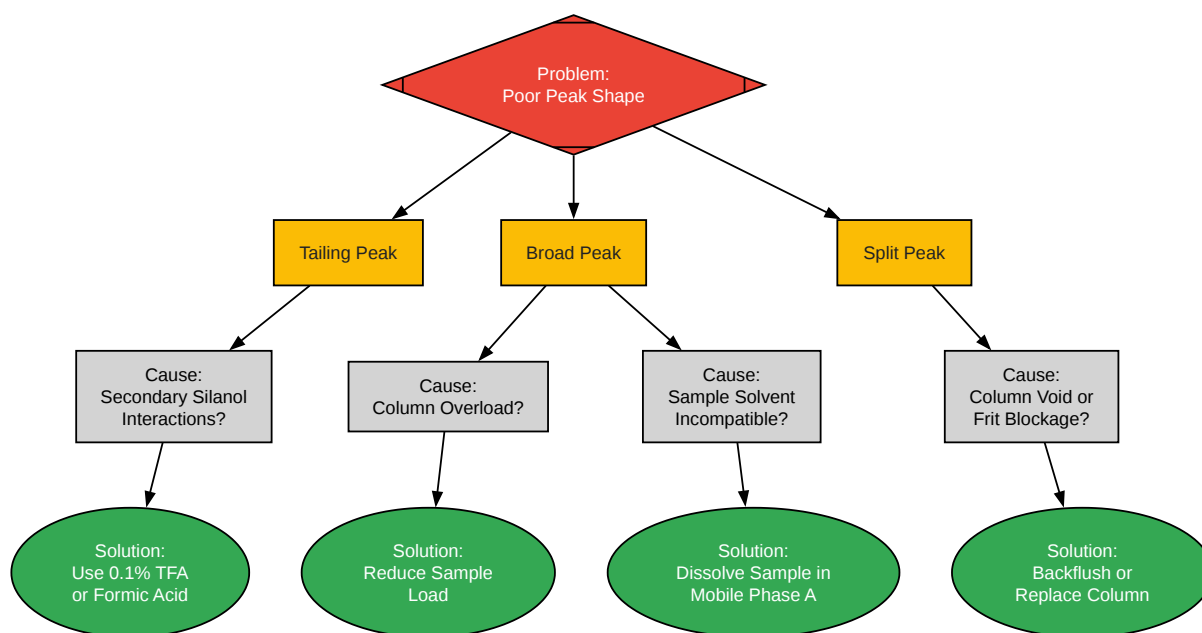 Problem:
Poor Peak Shape
Tailing Peak
Broad Peak
Split Peak
Cause:
Secondary Silanol
Interactions?
Cause:
Column Overload?
Cause:
Sample Solvent
Incompatible?
Cause:
Column Void or
Frit Blockage?
Solution:
Use 0.1% TFA
or Formic Acid
Solution:
Reduce Sample
Load
Solution:
Dissolve Sample in
Mobile Phase A
Solution:
Backflush or
Replace Column